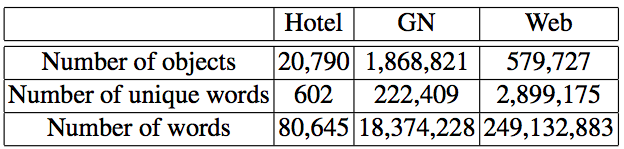 Hotel GN Web
Number of objects 20,790 1,868,821 579,727
Number of unique words 602 222,409 2,899,175
Number of words 80,645 18,374,228 249,132,883